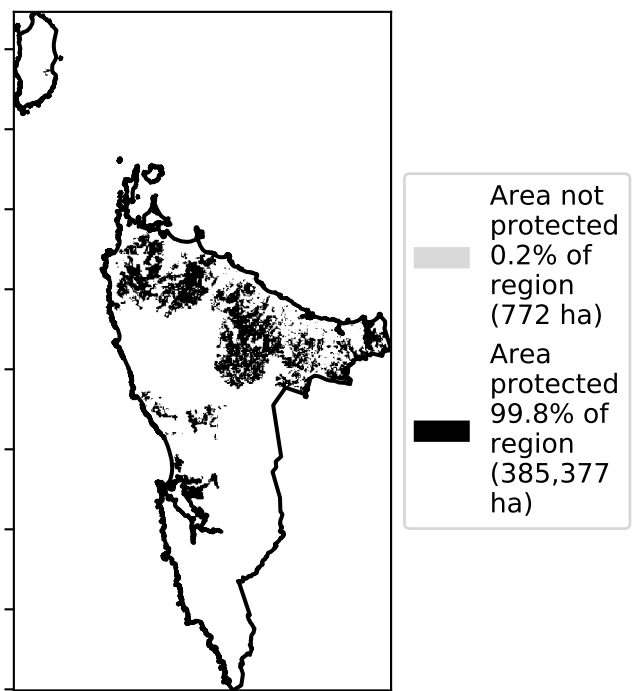 Area not
protected
0.2% of
region
(772 ha)
Area
protected
99.8% of
region
(385,377
ha)